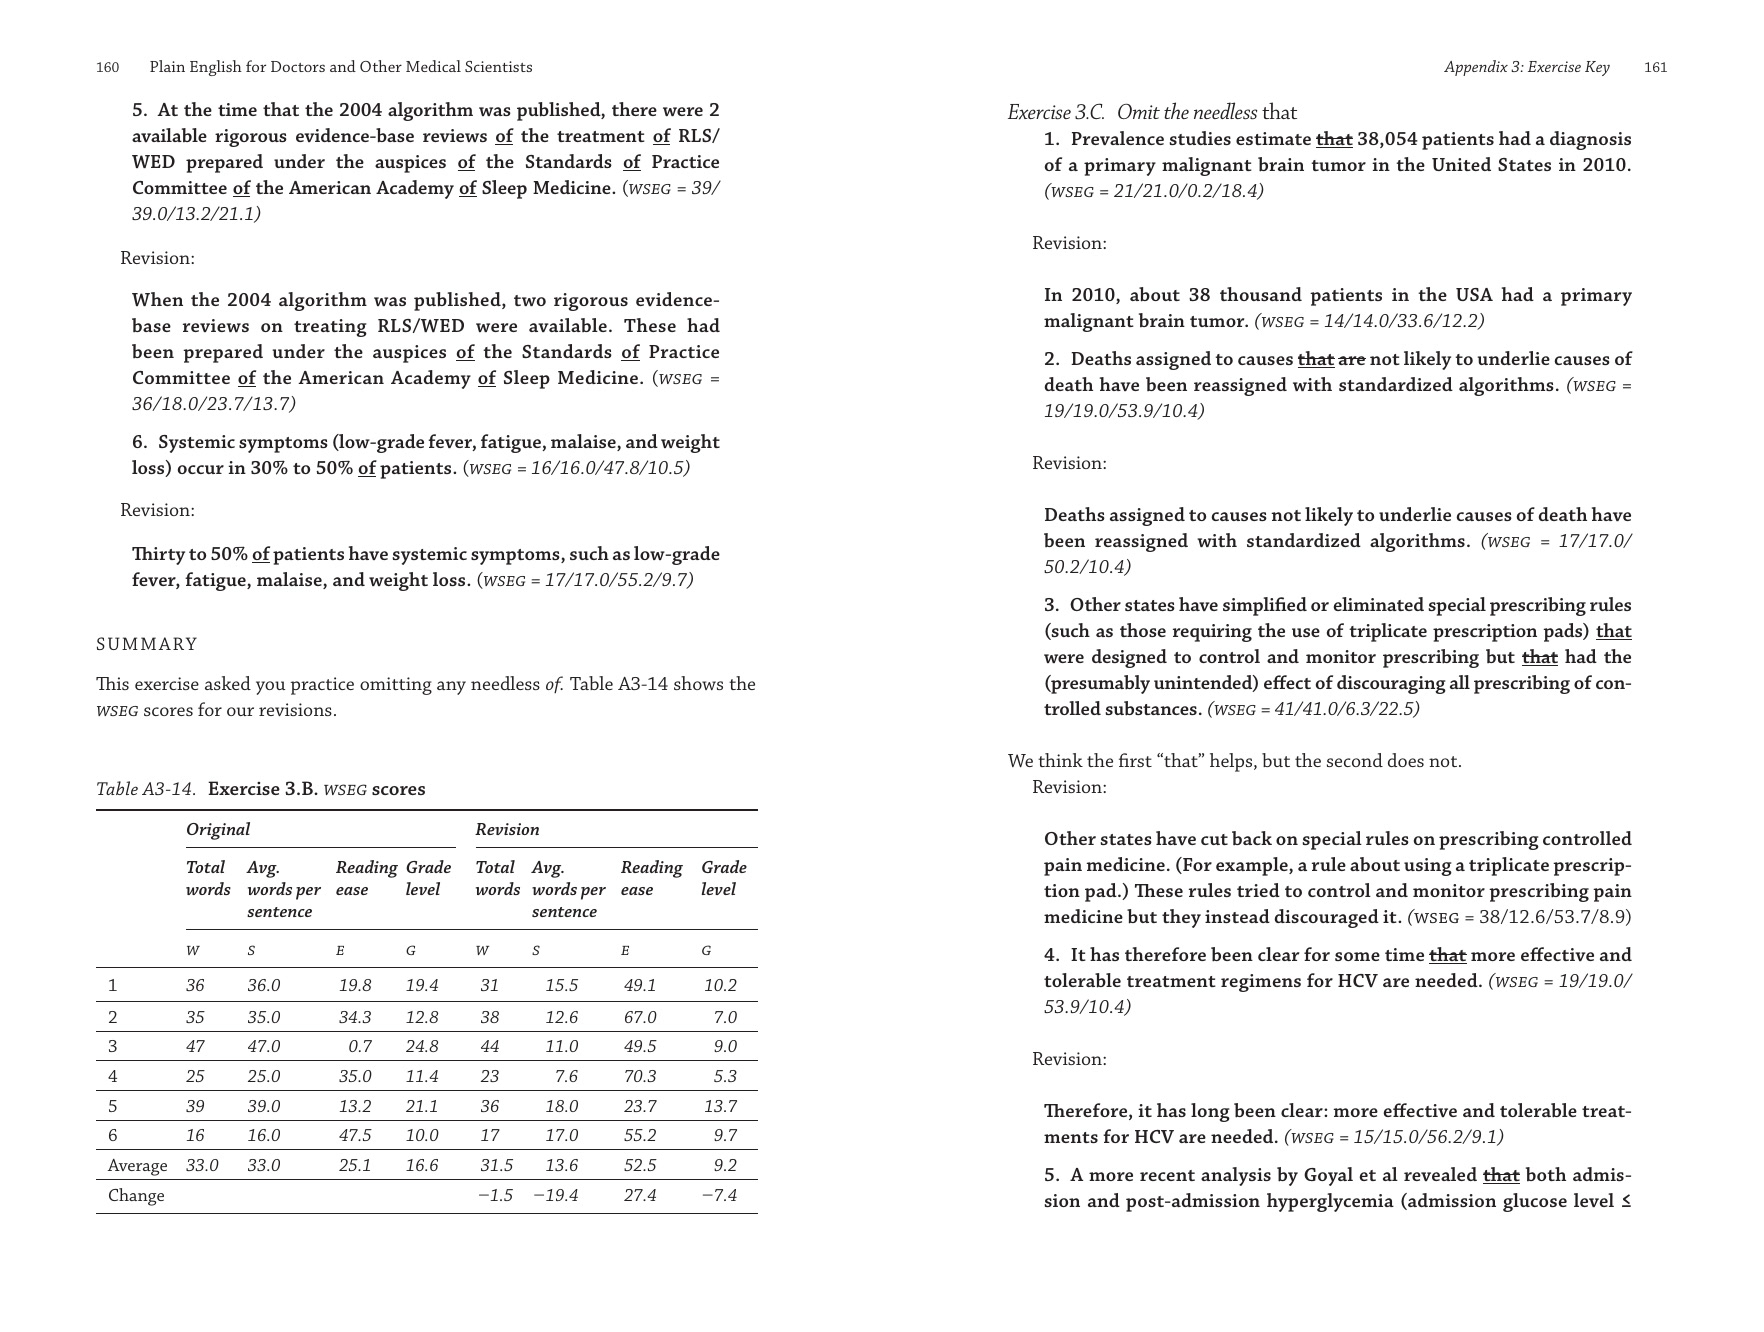 160 Plain English for Doctors and Other Medical Scientists
5. At the time that the 2004 algorithm was published, there were 2
available rigorous evidence-base reviews of the treatment of RLS/
WED prepared under the auspices of the Standards of Practice
Committee of the American Academy of Sleep Medicine. (WSEG = 39/
39.0/13.2/21.1)
Revision:
When the 2004 algorithm was published, two rigorous evidence-
base reviews on treating RLS/WED were available. These had
been prepared under the auspices of the Standards of Practice
Committee of the American Academy of Sleep Medicine. (WSEG =
36/18.0/23.7/13.7)
6. Systemic symptoms (low-grade fever, fatigue, malaise, and weight
loss) occur in 30% to 50% of patients. (WSEG = 16/16.0/47.8/10.5)
Revision:
Thirty to 50% of patients have systemic symptoms, such as low-grade
fever, fatigue, malaise, and weight loss. (WSEG = 17/17.0/55.2/9.7)
SUMMARY
This exercise asked you practice omitting any needless of. Table A3-14 shows the
WSEG scores for our revisions.
Table A3-14. Exercise 3.B. WSEG scores
Original Revision
Total Avg. Reading Grade Total Avg. Reading Grade
words words per ease level words words per ease level
sentence sentence
W S E G W S E G
1 36 36.0 19.8 19.4 31 15.5 49.1 10.2
2 35 35.0 34.3 12.8 38 12.6 67.0 7.0
3 47 47.0 0.7 24.8 44 11.0 49.5 9.0
4 25 25.0 35.0 11.4 23 7.6 70.3 5.3
5 39 39.0 13.2 21.1 36 18.0 23.7 13.7
6 16 16.0 47.5 10.0 17 17.0 55.2 9.7
Average 33.0 33.0 25.1 16.6 31.5 13.6 52.5 9.2
Change −1.5 −19.4 27.4 −7.4
Appendix 3: Exercise Key 161
Exercise 3.C. Omit the needless that
1. Prevalence studies estimate that 38,054 patients had a diagnosis
of a primary malignant brain tumor in the United States in 2010.
(WSEG = 21/21.0/0.2/18.4)
Revision:
In 2010, about 38 thousand patients in the USA had a primary
malignant brain tumor. (WSEG = 14/14.0/33.6/12.2)
2. Deaths assigned to causes that are not likely to underlie causes of
death have been reassigned with standardized algorithms. (WSEG =
19/19.0/53.9/10.4)
Revision:
Deaths assigned to causes not likely to underlie causes of death have
been reassigned with standardized algorithms. (WSEG = 17/17.0/
50.2/10.4)
3. Other states have simplified or eliminated special prescribing rules
(such as those requiring the use of triplicate prescription pads) that
were designed to control and monitor prescribing but that had the
(presumably unintended) effect of discouraging all prescribing of con-
trolled substances. (WSEG = 41/41.0/6.3/22.5)
We think the first “that” helps, but the second does not.
Revision:
Other states have cut back on special rules on prescribing controlled
pain medicine. (For example, a rule about using a triplicate prescrip-
tion pad.) These rules tried to control and monitor prescribing pain
medicine but they instead discouraged it. (WSEG = 38/12.6/53.7/8.9)
4. It has therefore been clear for some time that more effective and
tolerable treatment regimens for HCV are needed. (WSEG = 19/19.0/
53.9/10.4)
Revision:
Therefore, it has long been clear: more effective and tolerable treat-
ments for HCV are needed. (WSEG = 15/15.0/56.2/9.1)
5. A more recent analysis by Goyal et al revealed that both admis-
sion and post-admission hyperglycemia (admission glucose level ≤